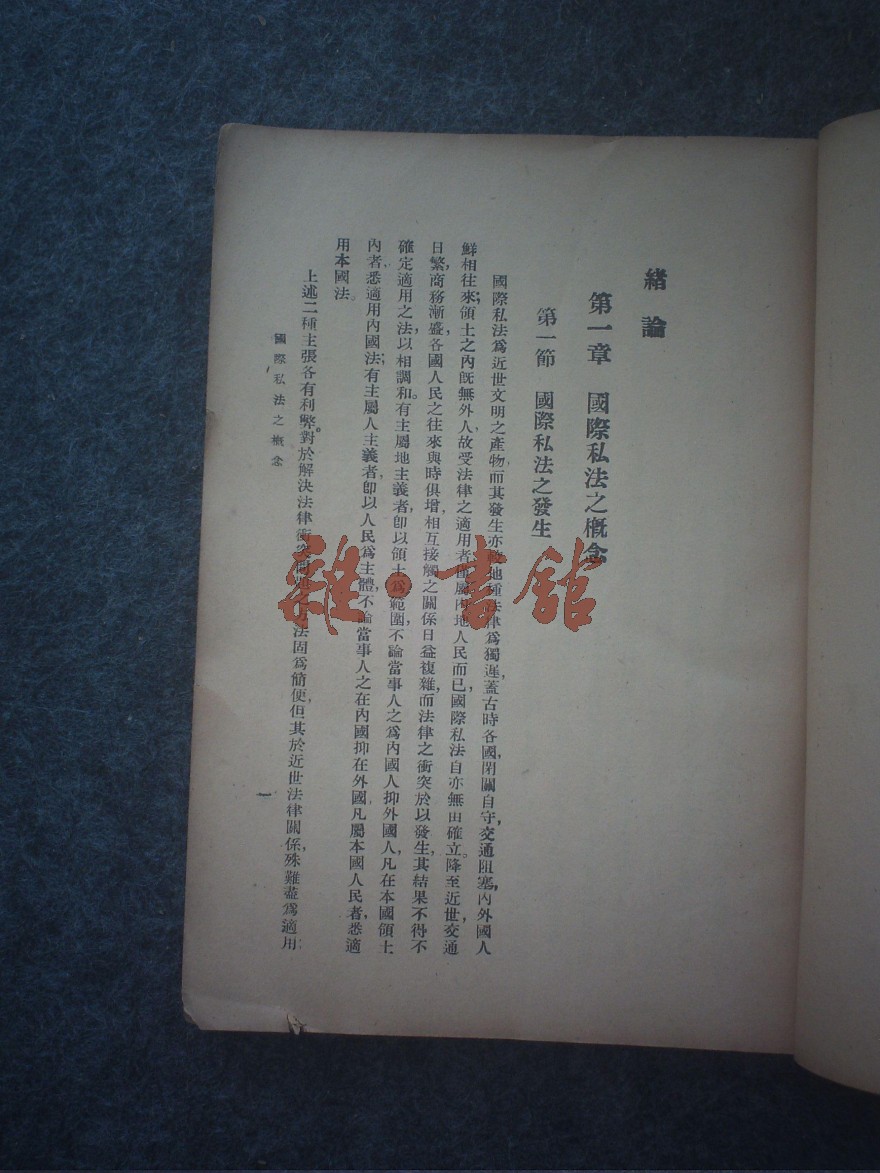 緒論
第一章 國際私法之概念
第一節 國際私法之發生
國際私法爲近世文明之產物,而其發生亦較他種法律爲獨遲,蓋古時各國,閉關自守,交通阻塞,內外國人
鮮相往來;領土之內旣無外人,故受法律之適用者,僅屬內地人民而已,國際私法自亦無由確立。降至近世,交通
日繁,商務漸盛,各國人民之往來與時俱增,相互接觸之關係日益複雜,而法律之衝突於以發生,其結果不得不
確定適用之法,以相調和。有主屬地主義者,卽以領土爲範圍,不論當事人之爲內國人抑外國人,凡在本國領土
內者,悉適用內國法;有主屬人主義者,卽以人民爲主體,不論當事人之在內國抑在外國,凡屬本國人民者,悉適
用本國法。
上述二種主張各有利弊。對於解決法律衝突問題之方法固爲簡便,但其於近世法律關係,殊難盡爲適用;
國際私法之概念
一
雜·書館